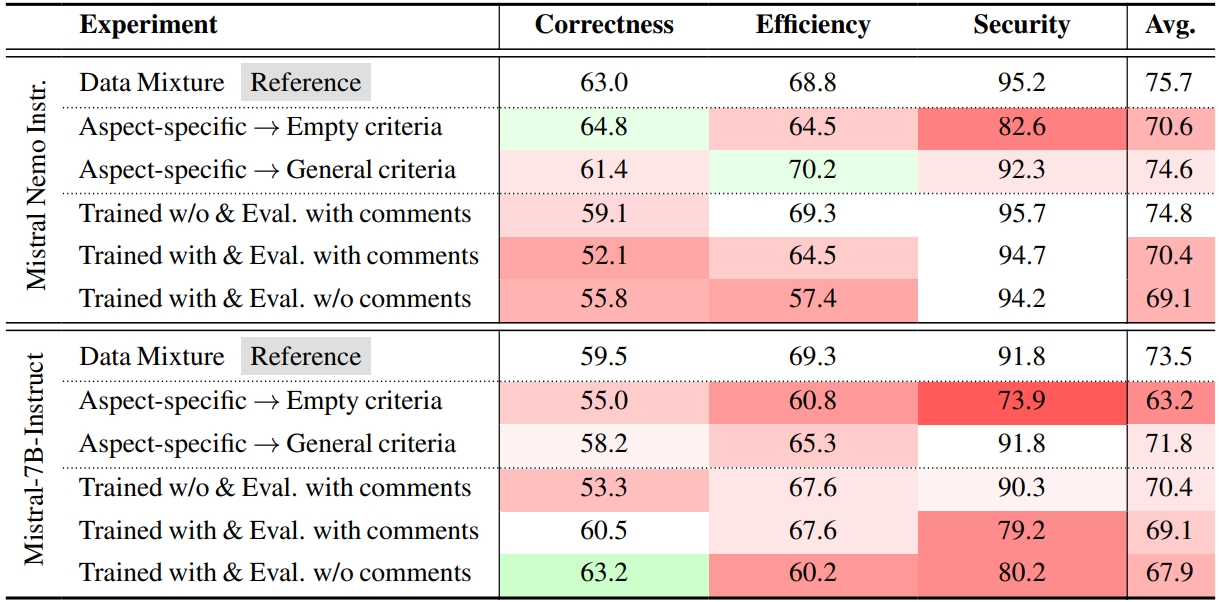 Experiment Correctness Efficiency Security Avg.
Mistral Nemo Instr.
Data Mixture Reference 63.0 68.8 95.2 75.7
Aspect-specific → Empty criteria 64.8 64.5 82.6 70.6
Aspect-specific → General criteria 61.4 70.2 92.3 74.6
Trained w/o & Eval. with comments 59.1 69.3 95.7 74.8
Trained with & Eval. with comments 52.1 64.5 94.7 70.4
Trained with & Eval. w/o comments 55.8 57.4 94.2 69.1
Mistral-7B-Instruct
Data Mixture Reference 59.5 69.3 91.8 73.5
Aspect-specific → Empty criteria 55.0 60.8 73.9 63.2
Aspect-specific → General criteria 58.2 65.3 91.8 71.8
Trained w/o & Eval. with comments 53.3 67.6 90.3 70.4
Trained with & Eval. with comments 60.5 67.6 79.2 69.1
Trained with & Eval. w/o comments 63.2 60.2 80.2 67.9